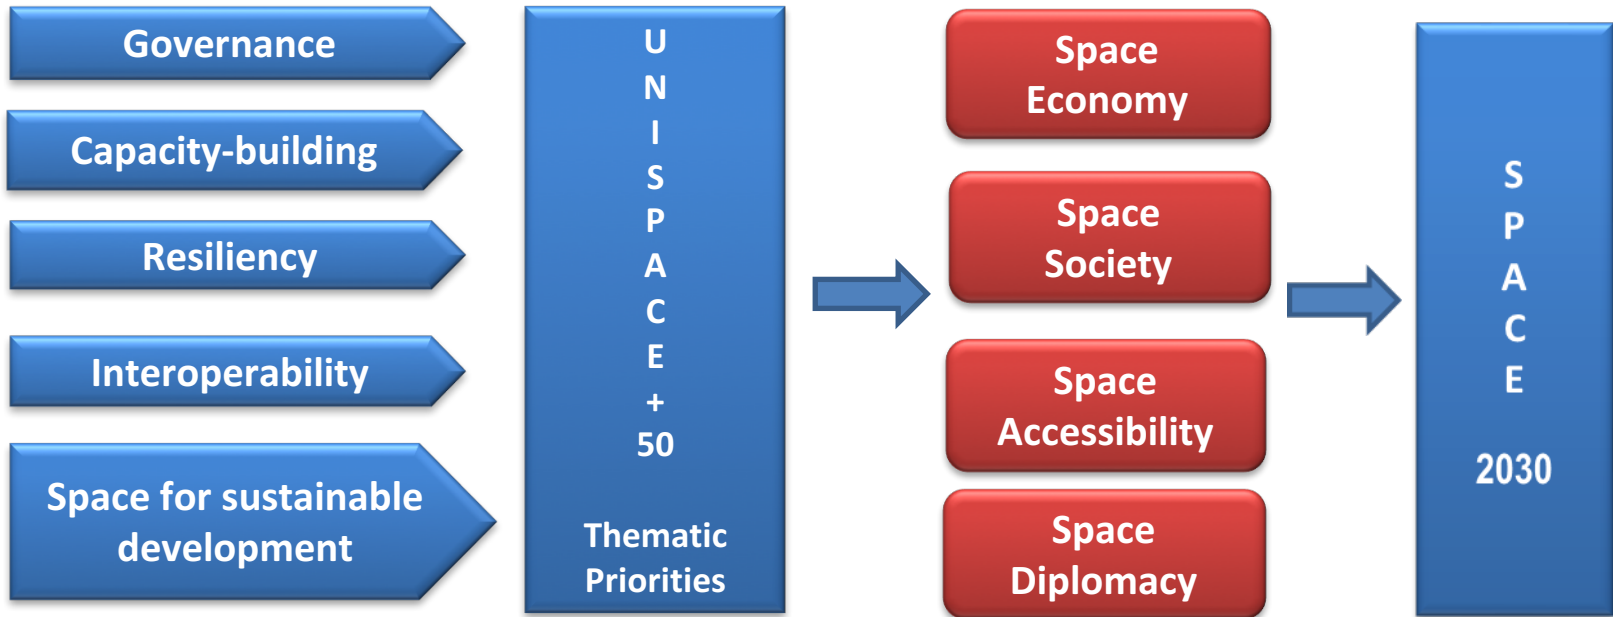 Governance
Capacity-building
Resiliency
Interoperability
Space for sustainable
development
U
N
I
S
P
A
C
E
+
50
Thematic
Priorities
Space
Economy
Space
Society
Space
Accessibility
Space
Diplomacy
S
P
A
C
E
2030